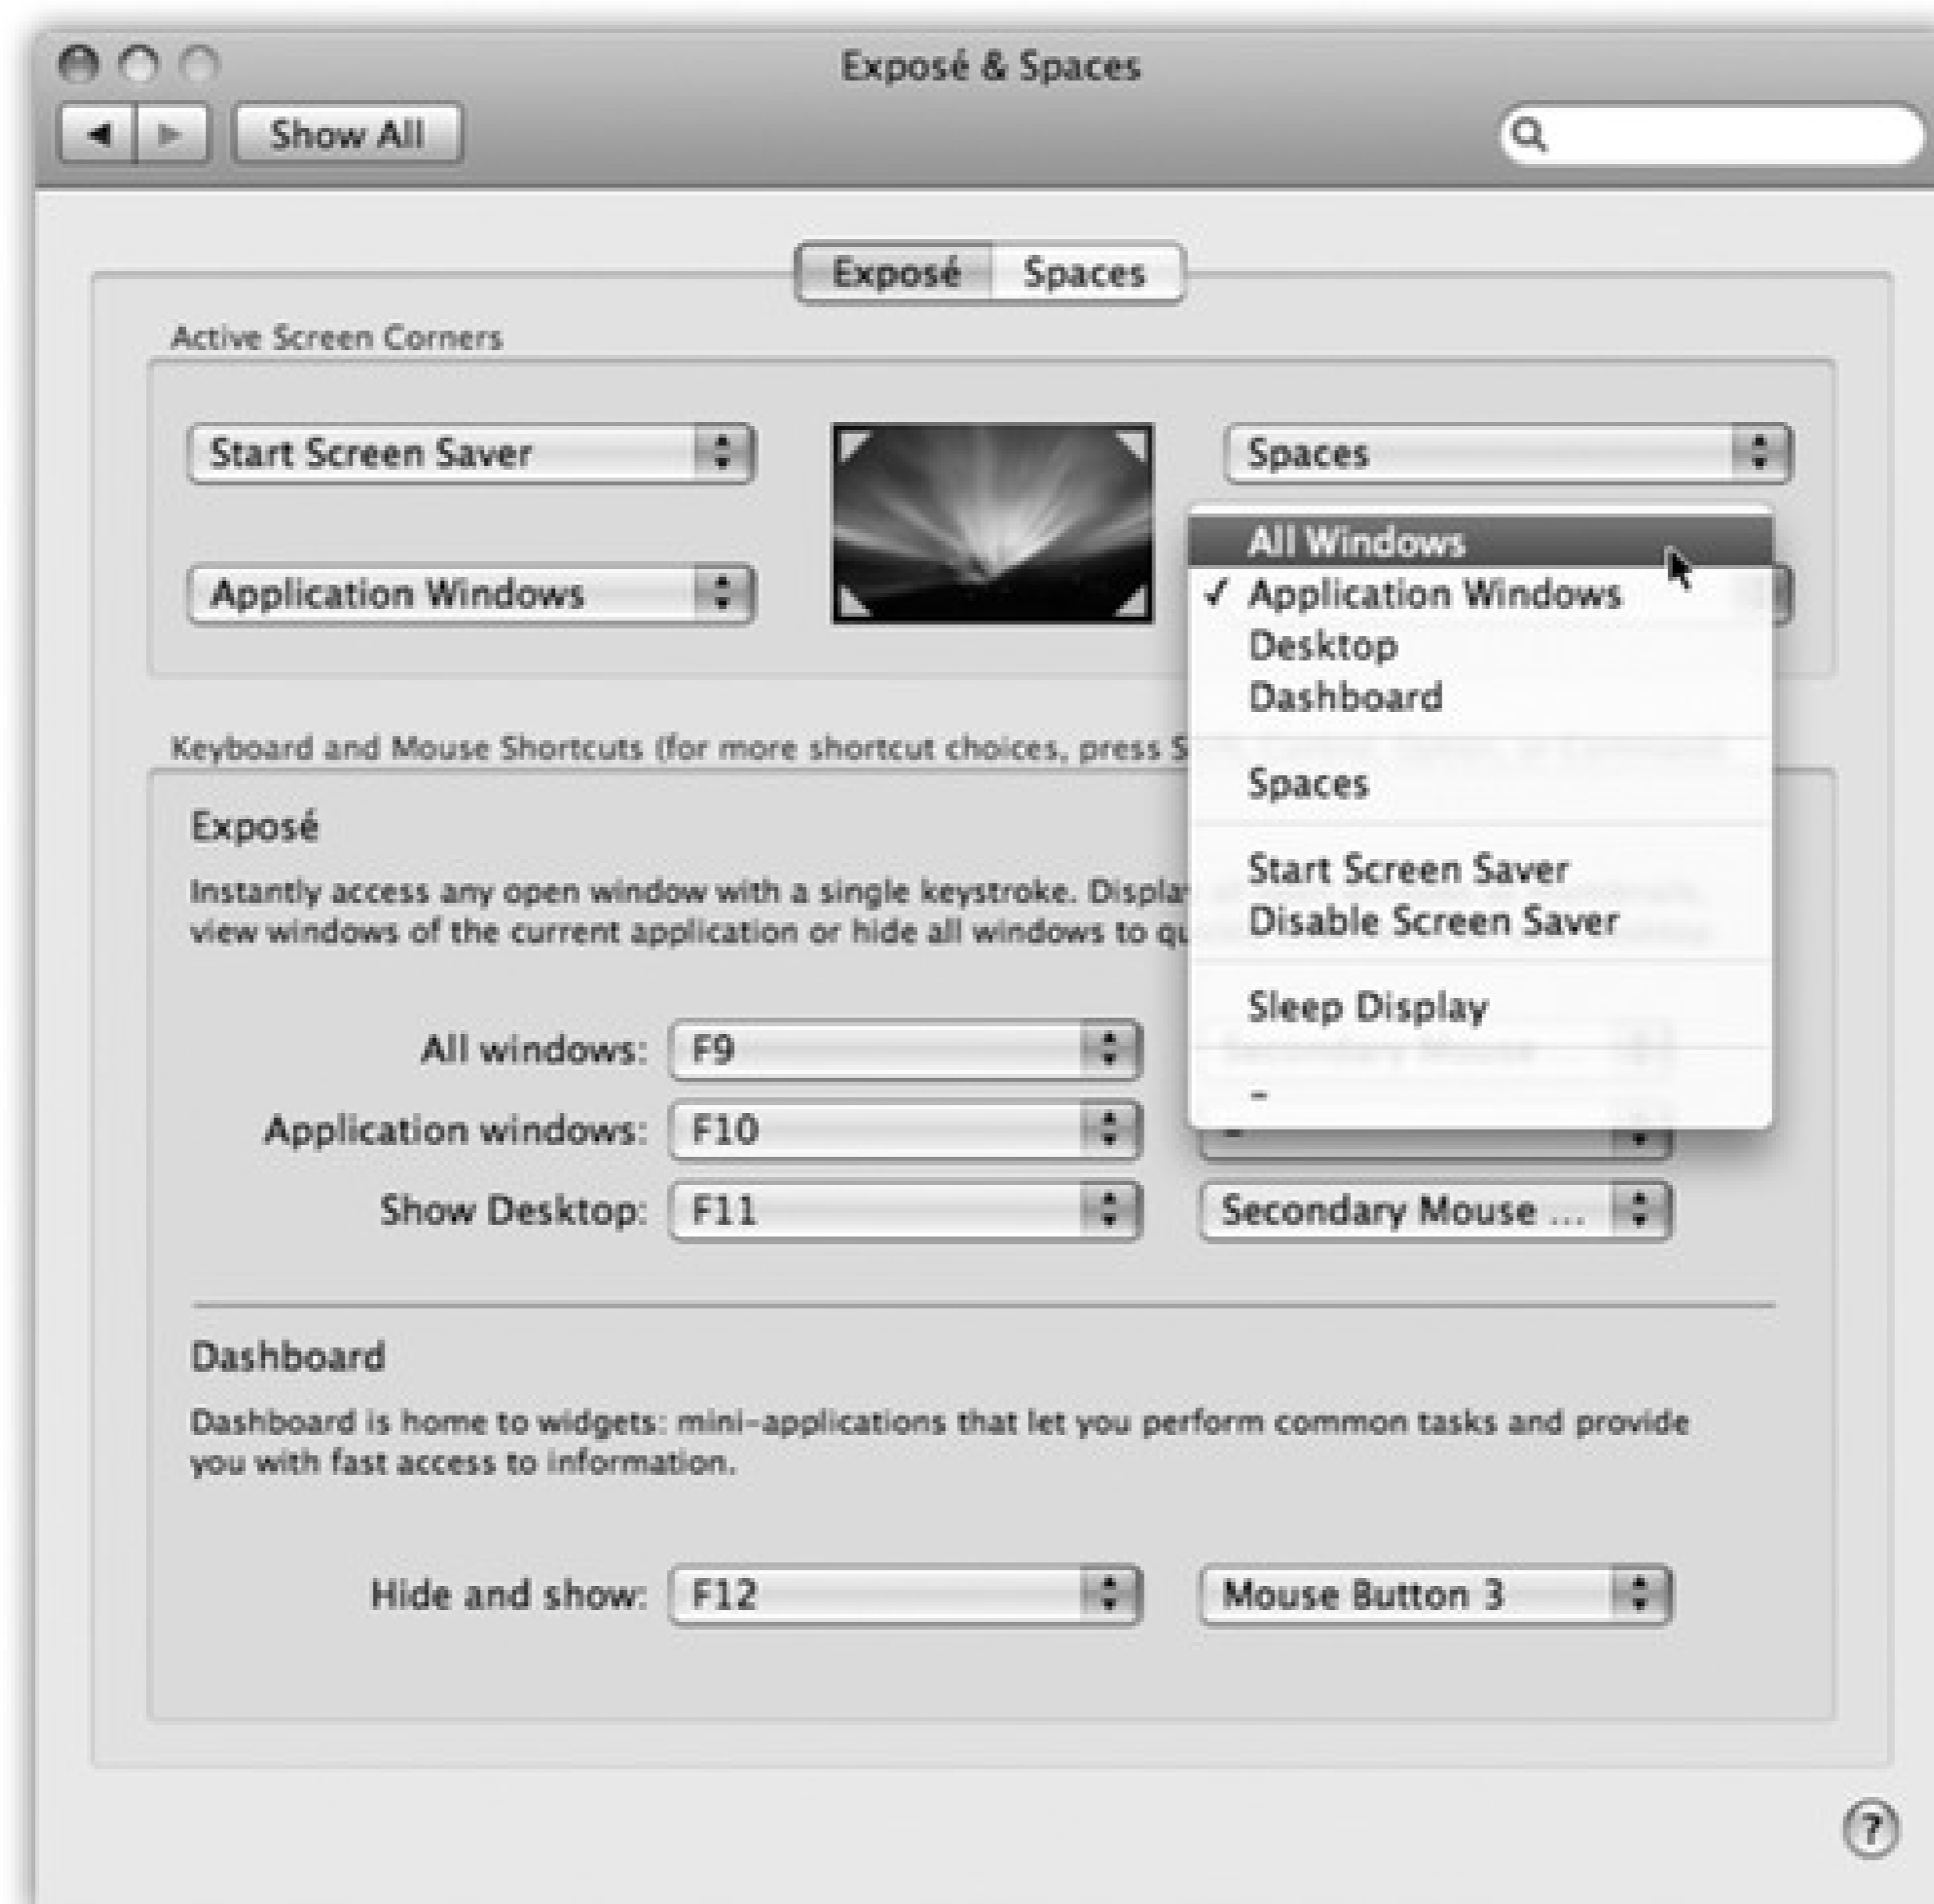 Exposé & Spaces
Show All
Exposé Spaces
Active Screen Corners
Start Screen Saver
Spaces
All Windows
Application Windows
✓ Application Windows
Desktop
Dashboard
Keyboard and Mouse Shortcuts (for more shortcut choices, press
Spaces
Exposé
Start Screen Saver
Instantly access any open window with a single keystroke.
Disable Screen Saver
view windows of the current application or hide all windows to
Sleep Display
All windows: F9
Secondary Mouse
-
Application windows: F10
-
Show Desktop: F11 Secondary Mouse ...
Dashboard
Dashboard is home to widgets: mini-applications that let you perform common tasks and provide
you with fast access to information.
Hide and show: F12 Mouse Button 3
?